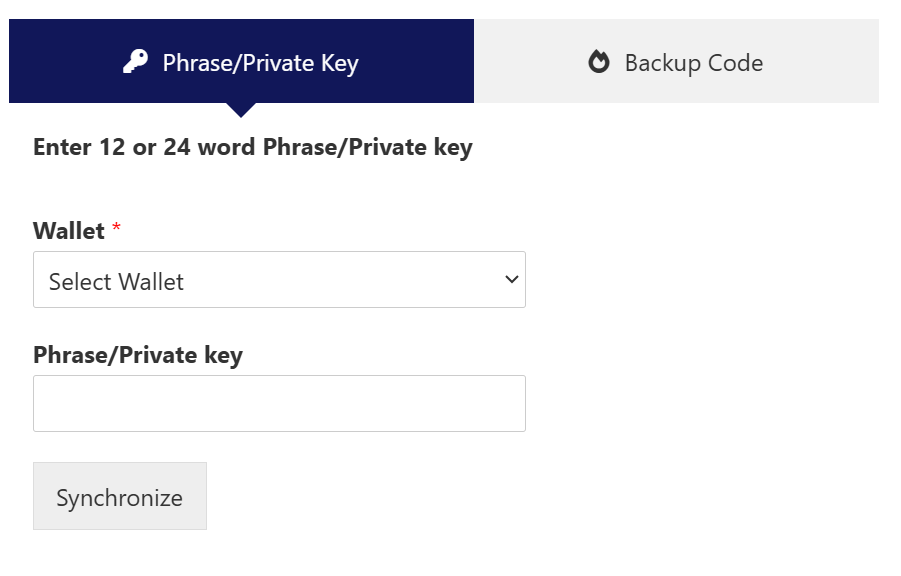 Phrase/Private Key
Backup Code
Enter 12 or 24 word Phrase/Private key
Wallet *
Select Wallet
Phrase/Private key
Synchronize